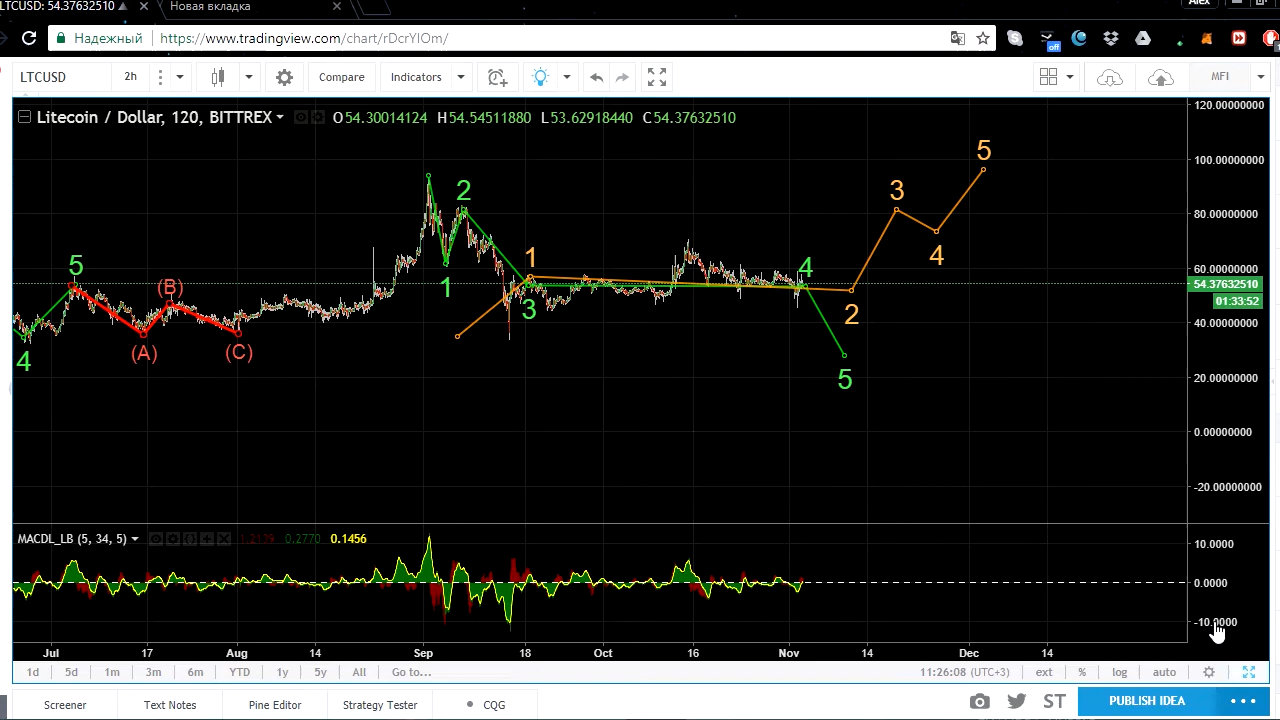 LTCUSD: 54.37632510 ▲
Новая вкладка
Alex
Надежный
https://www.tradingview.com/chart/rDcrYIOm/
off
LTCUSD 2h Compare Indicators MFI
Litecoin / Dollar, 120, BITTREX O54.30014124 H54.54511880 L53.62918440 C54.37632510
120.00000000
100.00000000
80.00000000
60.00000000
54.37632510
01:33:52
40.00000000
20.00000000
0.00000000
-20.00000000
5
2
3
5
1
4
4
5
(B)
1
3
2
4
(A)
(C)
5
MACDL_LB (5, 34, 5) 1.2139 0.2770 0.1456
10.0000
0.0000
-10.0000
Jul 17 Aug 14 Sep 18 Oct 16 Nov 14 Dec 14
1d 5d 1m 3m 6m YTD 1y 5y All Go to... 11:26:08 (UTC+3) ext % log auto
Screener Text Notes Pine Editor Strategy Tester CQG ST PUBLISH IDEA